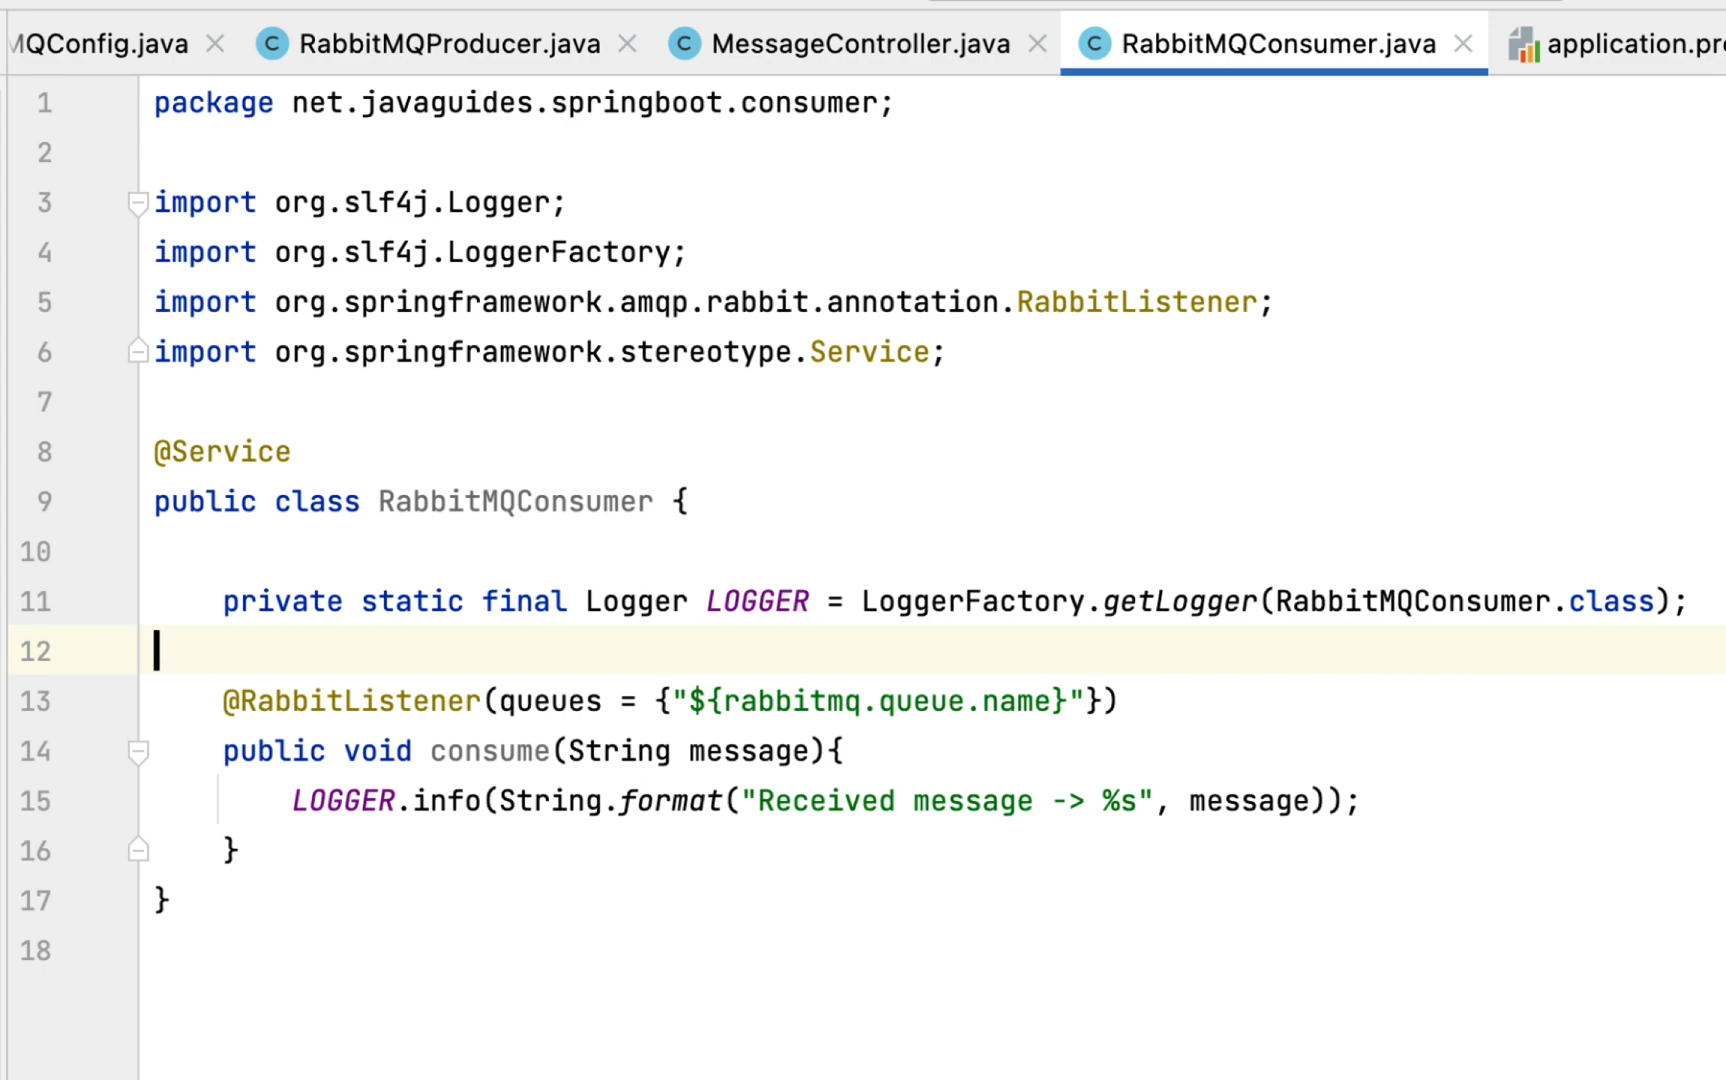 MQConfig.java RabbitMQProducer.java MessageController.java RabbitMQConsumer.java application.pr
1 package net.javaguides.springboot.consumer;
2
3 import org.slf4j.Logger;
4 import org.slf4j.LoggerFactory;
5 import org.springframework.amqp.rabbit.annotation.RabbitListener;
6 import org.springframework.stereotype.Service;
7
8 @Service
9 public class RabbitMQConsumer {
10
11 private static final Logger LOGGER = LoggerFactory.getLogger(RabbitMQConsumer.class);
12
13 @RabbitListener(queues = {"${rabbitmq.queue.name}"})
14 public void consume(String message){
15 LOGGER.info(String.format("Received message -> %s", message));
16 }
17 }
18